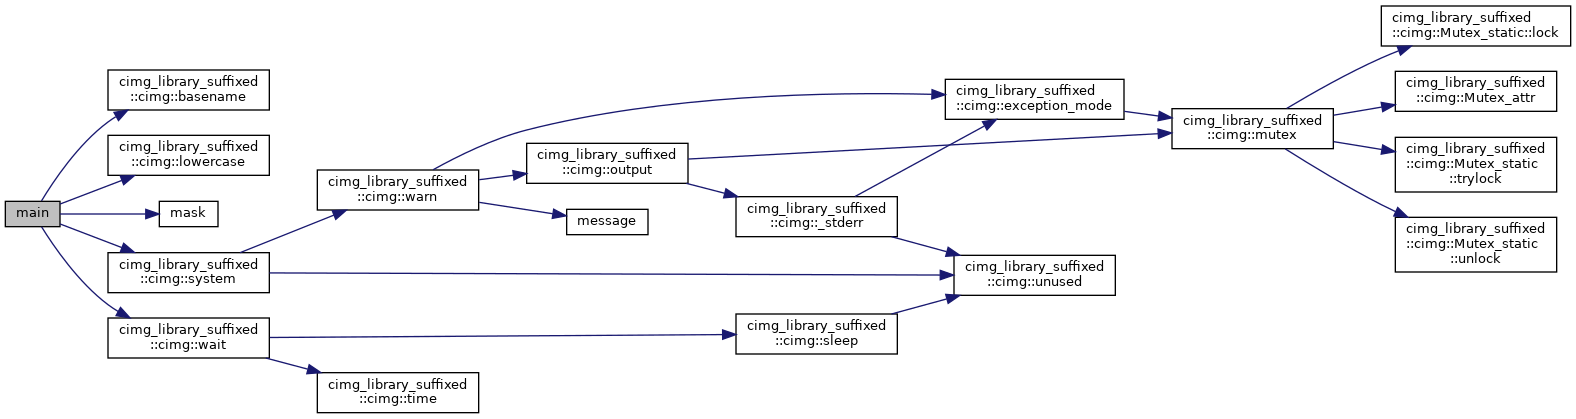 main
cimg_library_suffixed
::cimg::basename
cimg_library_suffixed
::cimg::lowercase
mask
cimg_library_suffixed
::cimg::system
cimg_library_suffixed
::cimg::wait
cimg_library_suffixed
::cimg::warn
cimg_library_suffixed
::cimg::time
cimg_library_suffixed
::cimg::output
message
cimg_library_suffixed
::cimg::_stderr
cimg_library_suffixed
::cimg::sleep
cimg_library_suffixed
::cimg::exception_mode
cimg_library_suffixed
::cimg::unused
cimg_library_suffixed
::cimg::mutex
cimg_library_suffixed
::cimg::Mutex_static::lock
cimg_library_suffixed
::cimg::Mutex_attr
cimg_library_suffixed
::cimg::Mutex_static
::trylock
cimg_library_suffixed
::cimg::Mutex_static
::unlock